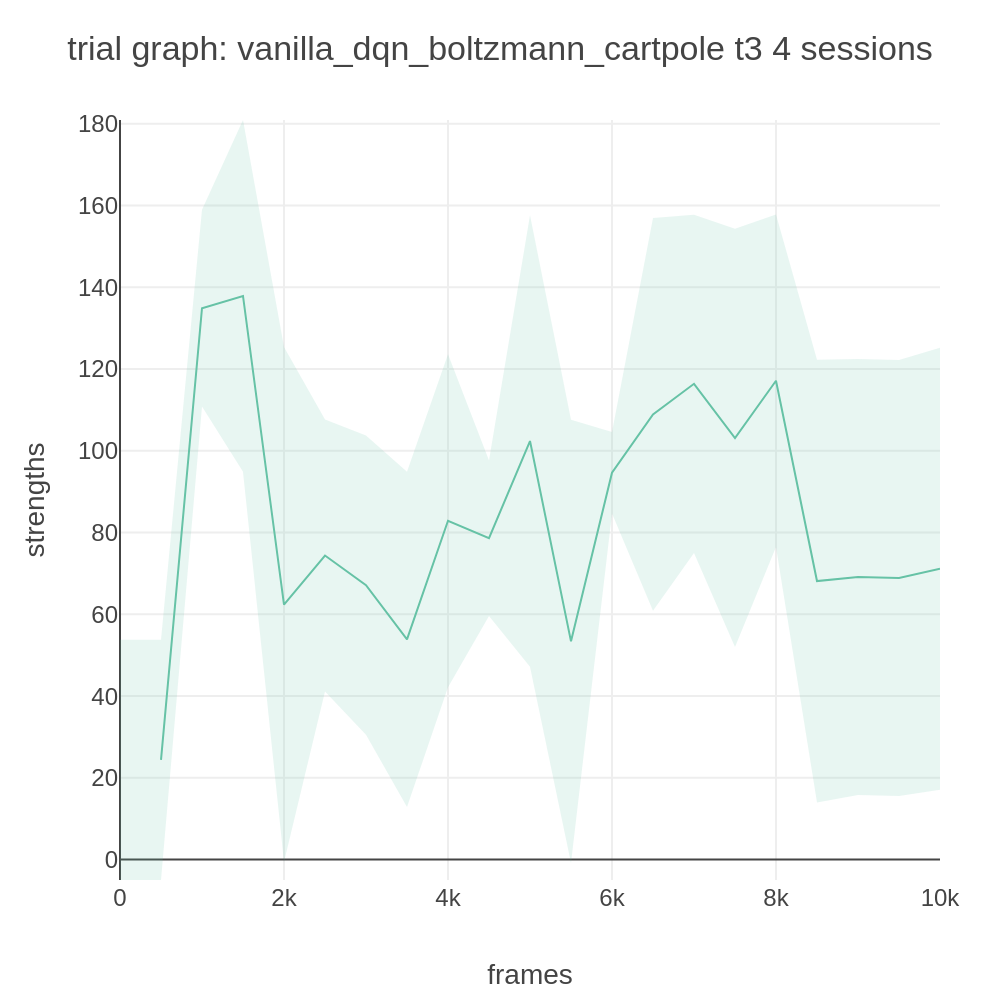 trial graph: vanilla_dqn_boltzmann_cartpole t3 4 sessions
180
160
140
120
100
80
60
40
20
0
strengths
0 2k 4k 6k 8k 10k
frames